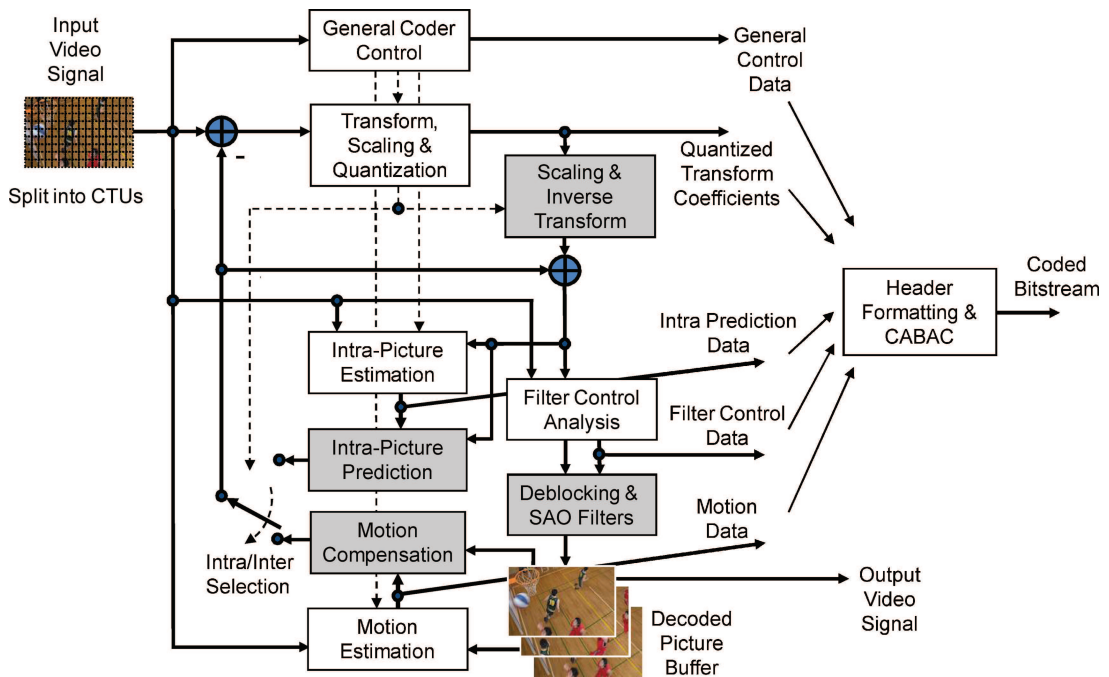 Input
Video
Signal
Split into CTUs
General Coder
Control
General
Control
Data
Transform,
Scaling &
Quantization
-
Quantized
Transform
Coefficients
Scaling &
Inverse
Transform
Header
Formatting &
CABAC
Coded
Bitstream
Intra-Picture
Estimation
Intra Prediction
Data
Filter Control
Analysis
Filter Control
Data
Intra-Picture
Prediction
Deblocking &
SAO Filters
Motion
Compensation
Motion
Data
Intra/Inter
Selection
Motion
Estimation
Decoded
Picture
Buffer
Output
Video
Signal